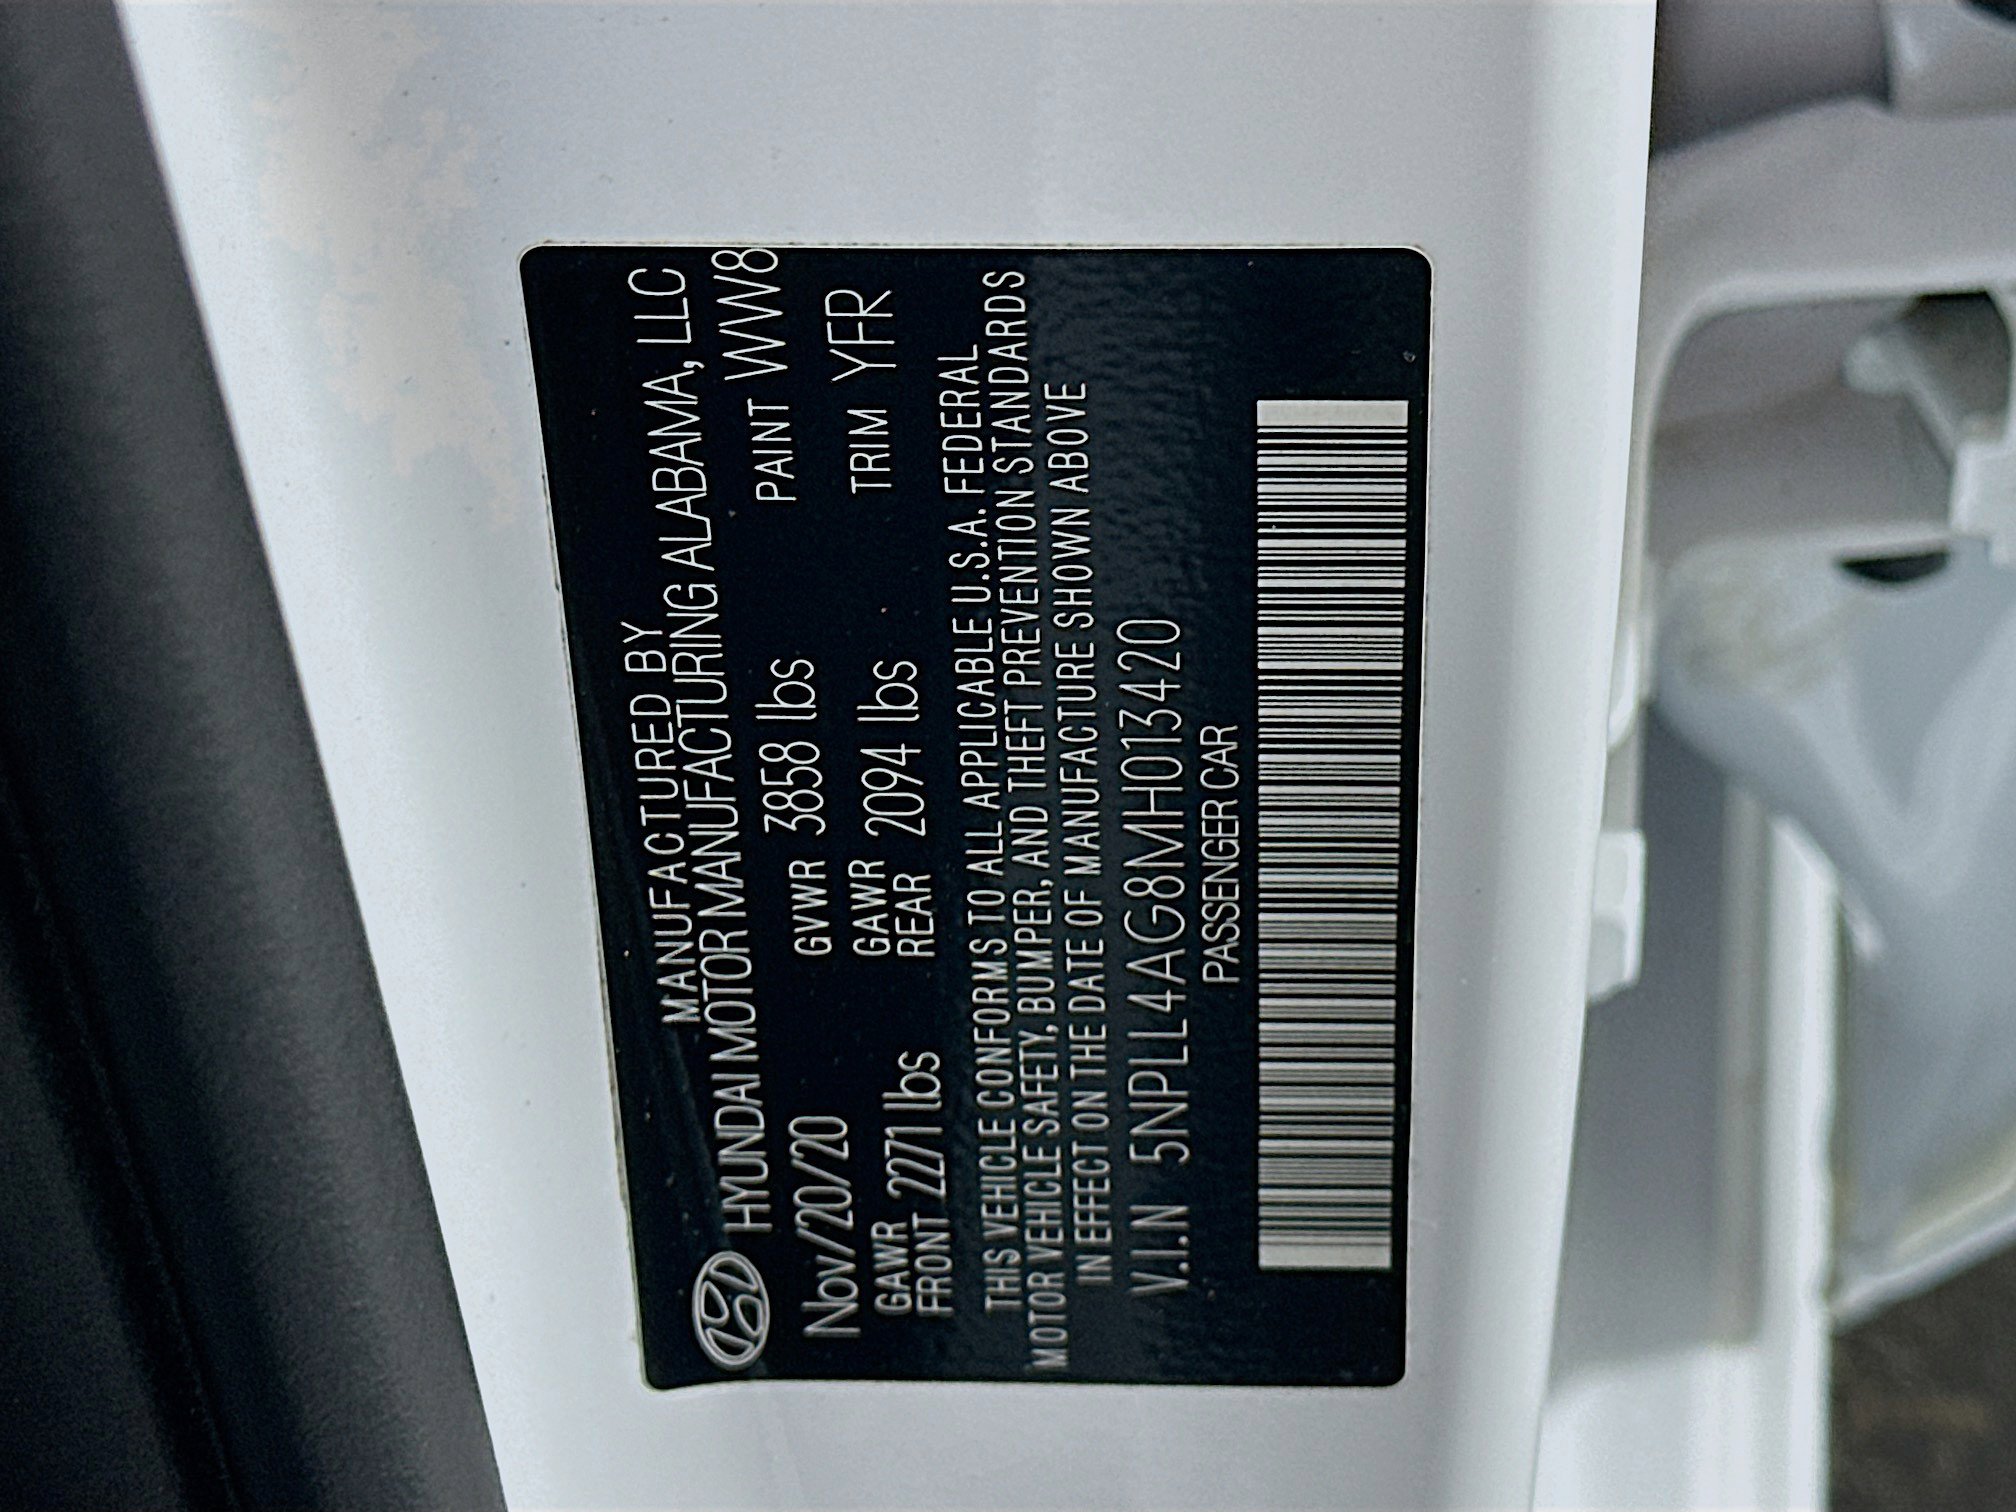 MANUFACTURED BY
HYUNDAI MOTOR MANUFACTURING ALABAMA, LLC
Nov/20/20 GVWR 3858 lbs PAINT WW8
GAWR FRONT 2271 lbs GAWR REAR 2094 lbs TRIM YFR
THIS VEHICLE CONFORMS TO ALL APPLICABLE U.S.A. FEDERAL
MOTOR VEHICLE SAFETY, BUMPER, AND THEFT PREVENTION STANDARDS
IN EFFECT ON THE DATE OF MANUFACTURE SHOWN ABOVE
V.I.N 5NPLL4AG8MH013420
PASSENGER CAR